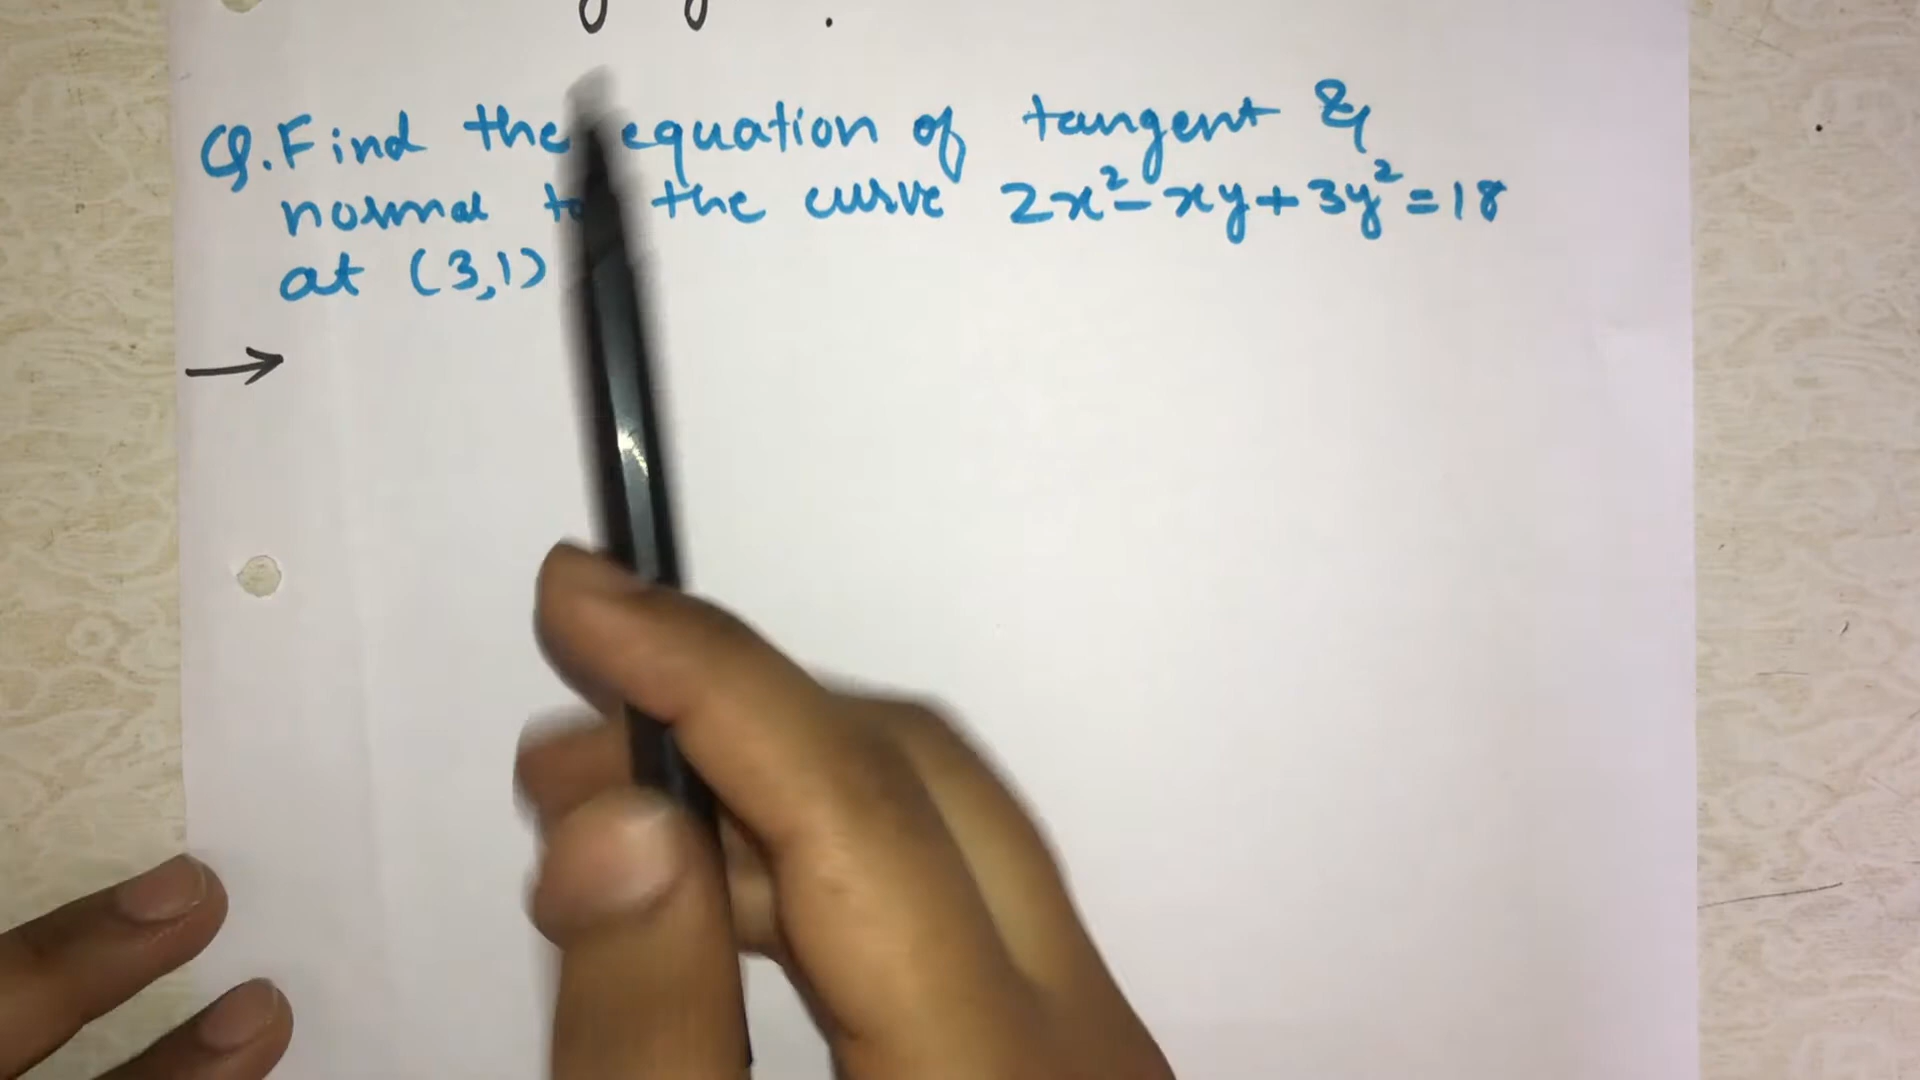 Q. Find the equation of tangent &
normal to the curve 2x²-xy+3y²=18
at (3,1)